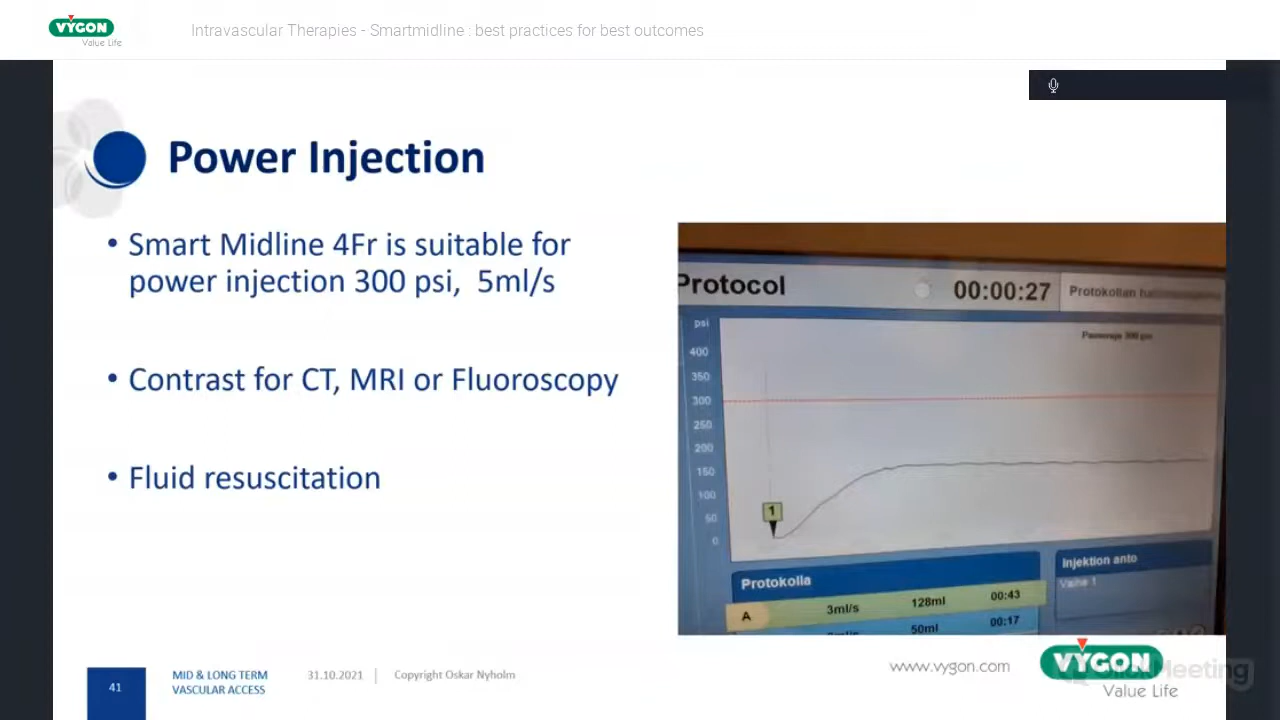 VYGON
Value Life
Intravascular Therapies - Smartmidline : best practices for best outcomes
Power Injection
• Smart Midline 4Fr is suitable for
power injection 300 psi, 5ml/s
• Contrast for CT, MRI or Fluoroscopy
• Fluid resuscitation
Protocol
00:00:27
psi
400
350
300
250
200
150
100
50
0
1
Protokolla
A 3ml/s 128ml 00:43
50ml 00:17
Injektion anto
Vaihe 1
41
MID & LONG TERM
VASCULAR ACCESS
31.10.2021
Copyright Oskar Nyholm
www.vygon.com
VYGON
Value Life